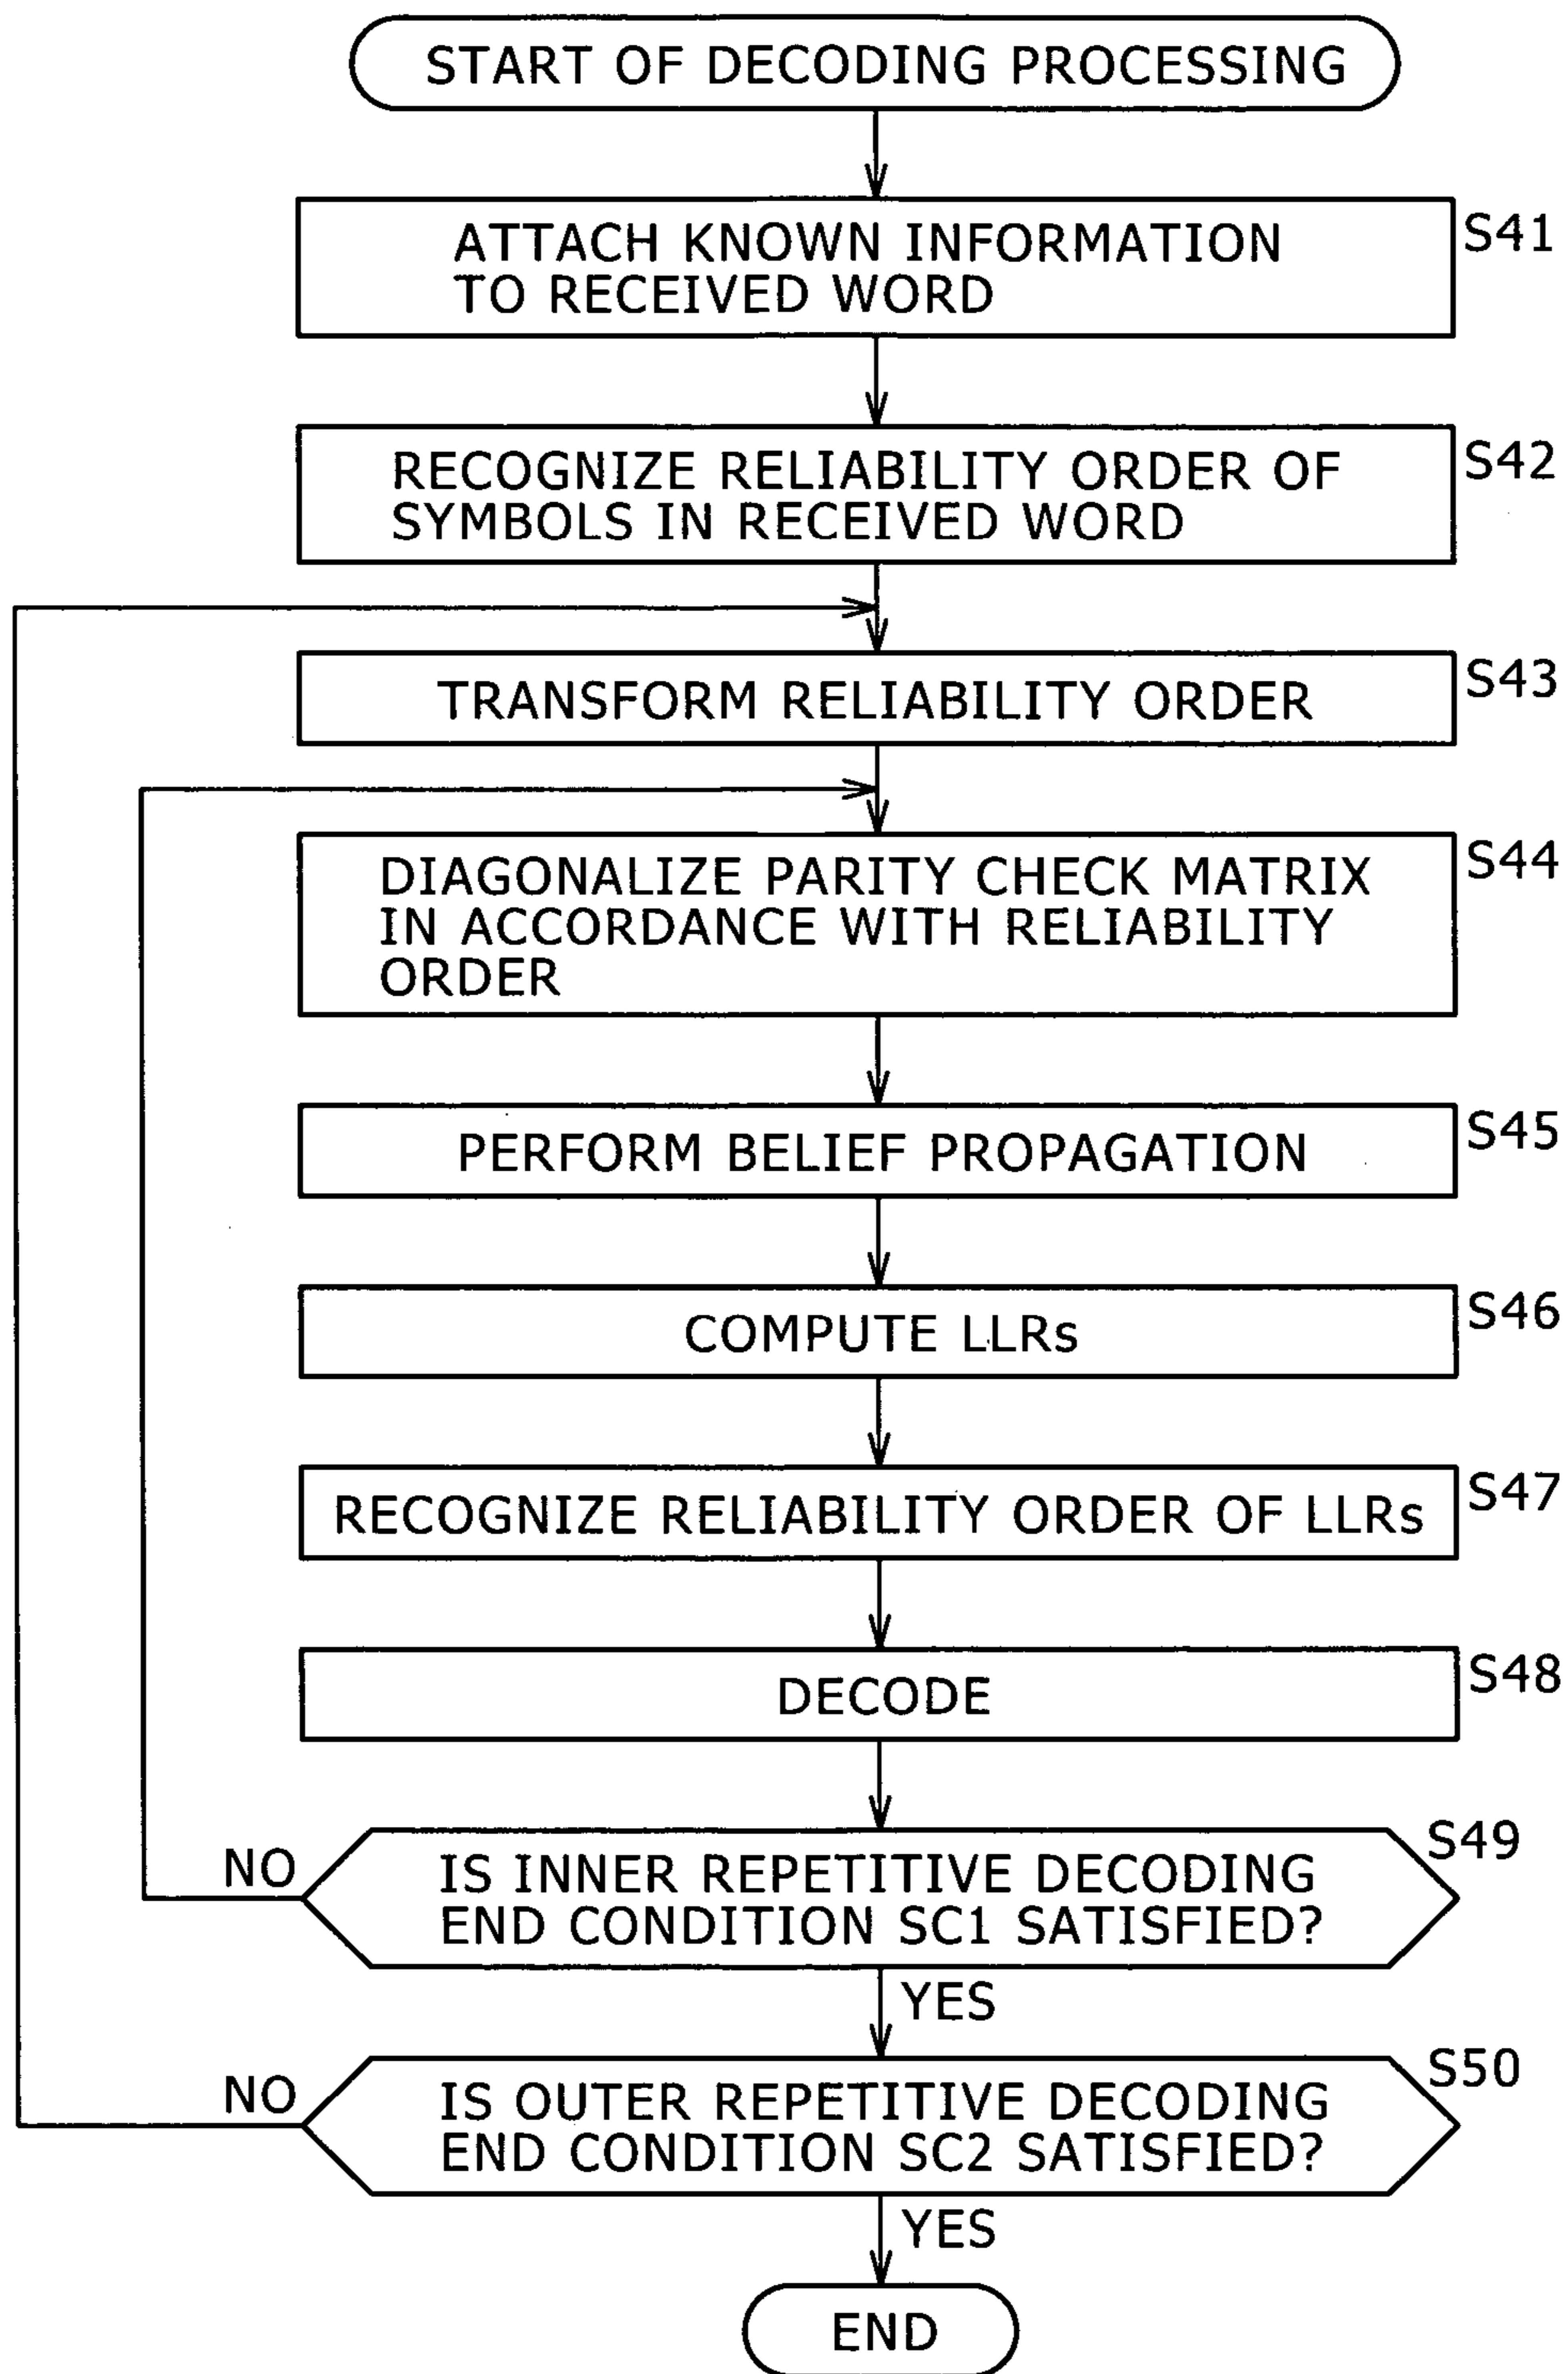 START OF DECODING PROCESSING
ATTACH KNOWN INFORMATION
TO RECEIVED WORD
S41
RECOGNIZE RELIABILITY ORDER OF
SYMBOLS IN RECEIVED WORD
S42
TRANSFORM RELIABILITY ORDER
S43
DIAGONALIZE PARITY CHECK MATRIX
IN ACCORDANCE WITH RELIABILITY
ORDER
S44
PERFORM BELIEF PROPAGATION
S45
COMPUTE LLRs
S46
RECOGNIZE RELIABILITY ORDER OF LLRs
S47
DECODE
S48
IS INNER REPETITIVE DECODING
END CONDITION SC1 SATISFIED?
S49
NO
YES
IS OUTER REPETITIVE DECODING
END CONDITION SC2 SATISFIED?
S50
NO
YES
END